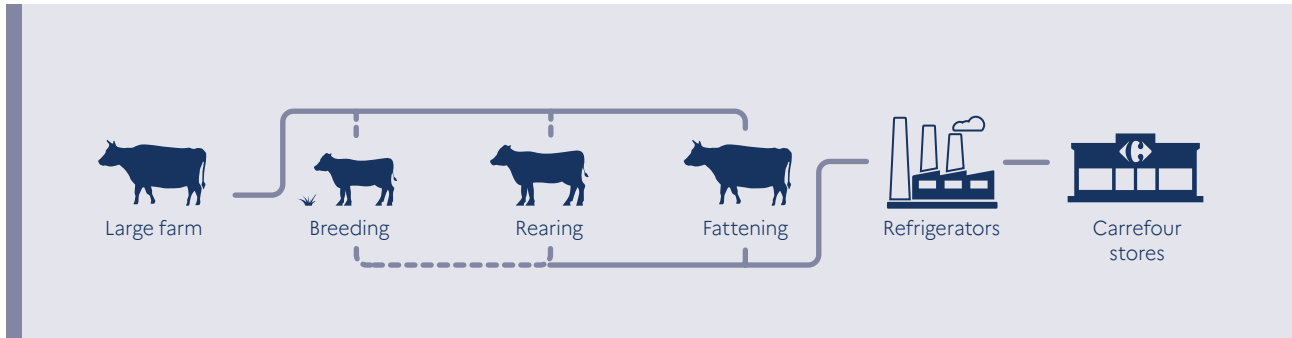 Large farm
Breeding
Rearing
Fattening
Refrigerators
Carrefour
stores